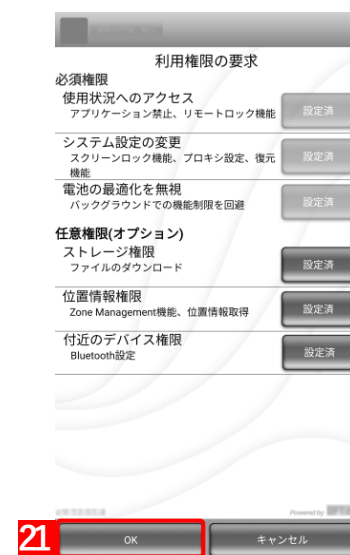 利用権限の要求
必須権限
使用状況へのアクセス
アプリケーション禁止、リモートロック機能
設定済
システム設定の変更
スクリーンロック機能、プロキシ設定、復元
機能
設定済
電池の最適化を無視
バックグラウンドでの機能制限を回避
設定済
任意権限(オプション)
ストレージ権限
ファイルのダウンロード
設定済
位置情報権限
Zone Management機能、位置情報取得
設定済
付近のデバイス権限
Bluetooth設定
設定済
Powered by
21
OK
キャンセル